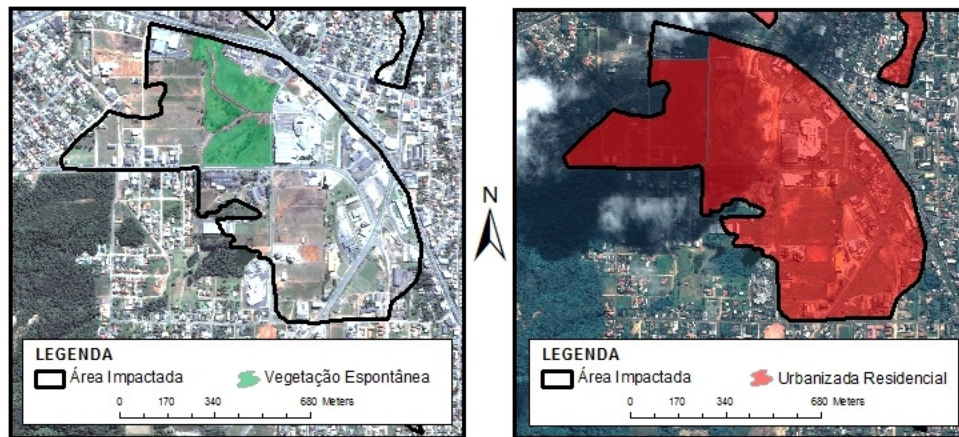 LEGENDA
Área Impactada Vegetação Espontânea
0 170 340 680 Meters
N
LEGENDA
Área Impactada Urbanizada Residencial
0 170 340 680 Meters